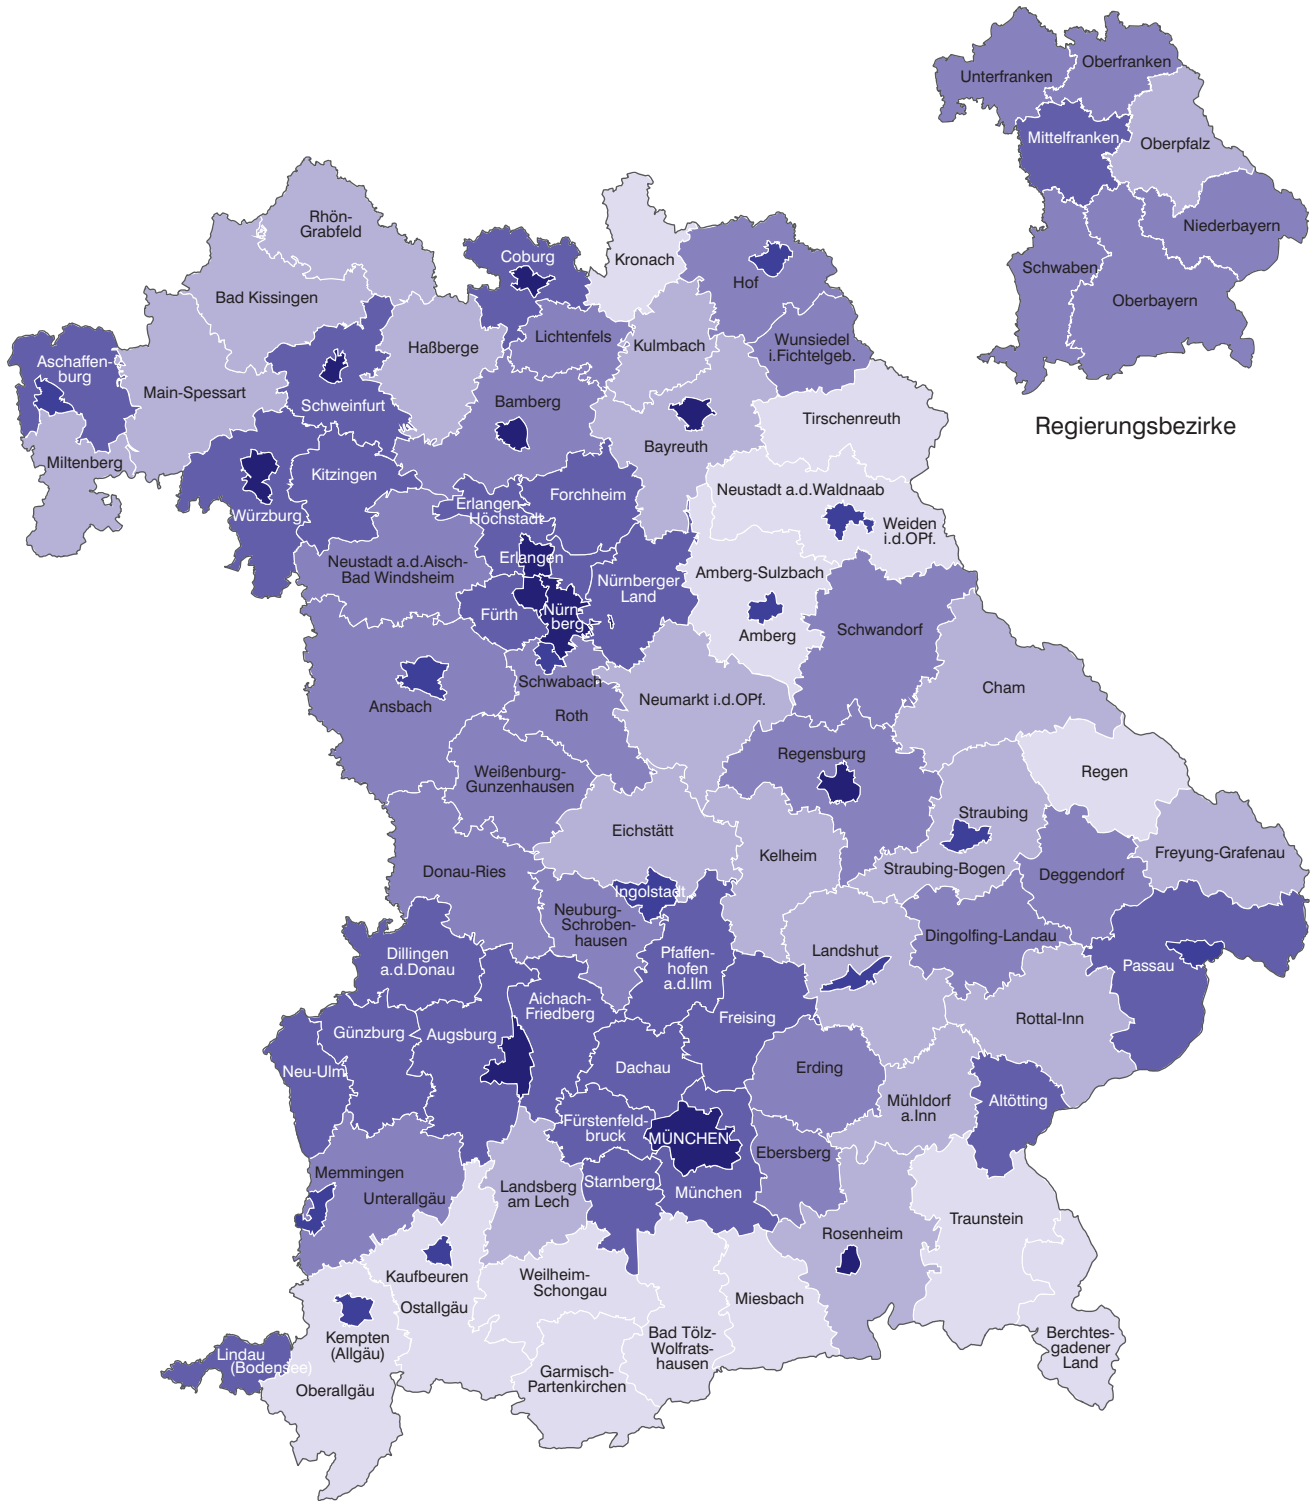 Unterfranken
Oberfranken
Mittelfranken
Oberpfalz
Niederbayern
Schwaben
Oberbayern
Regierungsbezirke
Rhön-
Grabfeld
Coburg
Kronach
Hof
Bad Kissingen
Lichtenfels
Kulmbach
Wunsiedel
i.Fichtelgeb.
Haßberge
Aschaffen-
burg
Main-Spessart
Schweinfurt
Bamberg
Tirschenreuth
Bayreuth
Miltenberg
Kitzingen
Würzburg
Forchheim
Erlangen-
Höchstadt
Neustadt a.d.Waldnaab
Weiden
i.d.OPf.
Erlangen
Neustadt a.d.Aisch-
Bad Windsheim
Nürnberger
Land
Amberg-Sulzbach
Amberg
Fürth
Nürn-
berg
Schwandorf
Schwabach
Roth
Ansbach
Neumarkt i.d.OPf.
Cham
Regensburg
Regen
Weißenburg-
Gunzenhausen
Straubing
Eichstätt
Kelheim
Straubing-Bogen
Freyung-Grafenau
Deggendorf
Donau-Ries
Ingolstadt
Neuburg-
Schroben-
hausen
Dingolfing-Landau
Landshut
Passau
Dillingen
a.d.Donau
Pfaffen-
hofen
a.d.Ilm
Aichach-
Friedberg
Freising
Rottal-Inn
Günzburg
Augsburg
Neu-Ulm
Dachau
Erding
Mühldorf
a.Inn
Altötting
Fürstenfeld-
bruck
MÜNCHEN
Ebersberg
Memmingen
Unterallgäu
Landsberg
am Lech
Starnberg
München
Traunstein
Rosenheim
Kaufbeuren
Ostallgäu
Weilheim-
Schongau
Miesbach
Kempten
(Allgäu)
Bad Tölz-
Wolfrats-
hausen
Berchtes-
gadener
Land
Lindau
(Bodensee)
Oberallgäu
Garmisch-
Partenkirchen